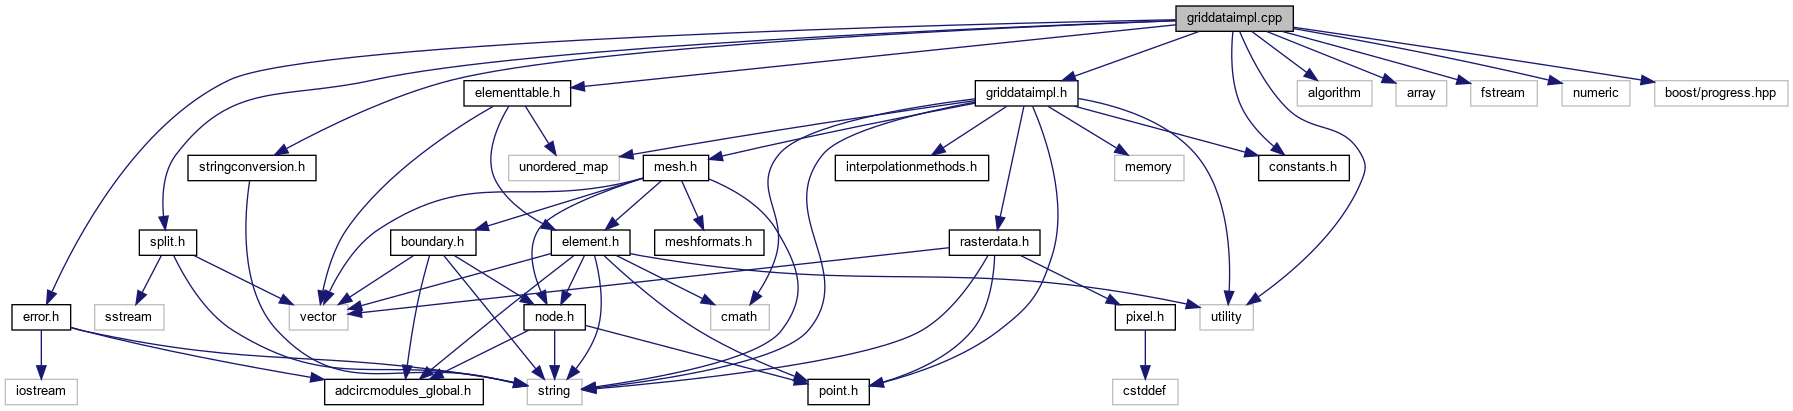 griddataimpl.cpp
elementtable.h
griddataimpl.h
algorithm
array
fstream
numeric
boost/progress.hpp
stringconversion.h
unordered_map
mesh.h
interpolationmethods.h
memory
constants.h
split.h
boundary.h
element.h
meshformats.h
rasterdata.h
error.h
sstream
vector
node.h
cmath
pixel.h
utility
iostream
adcircmodules_global.h
string
point.h
cstddef